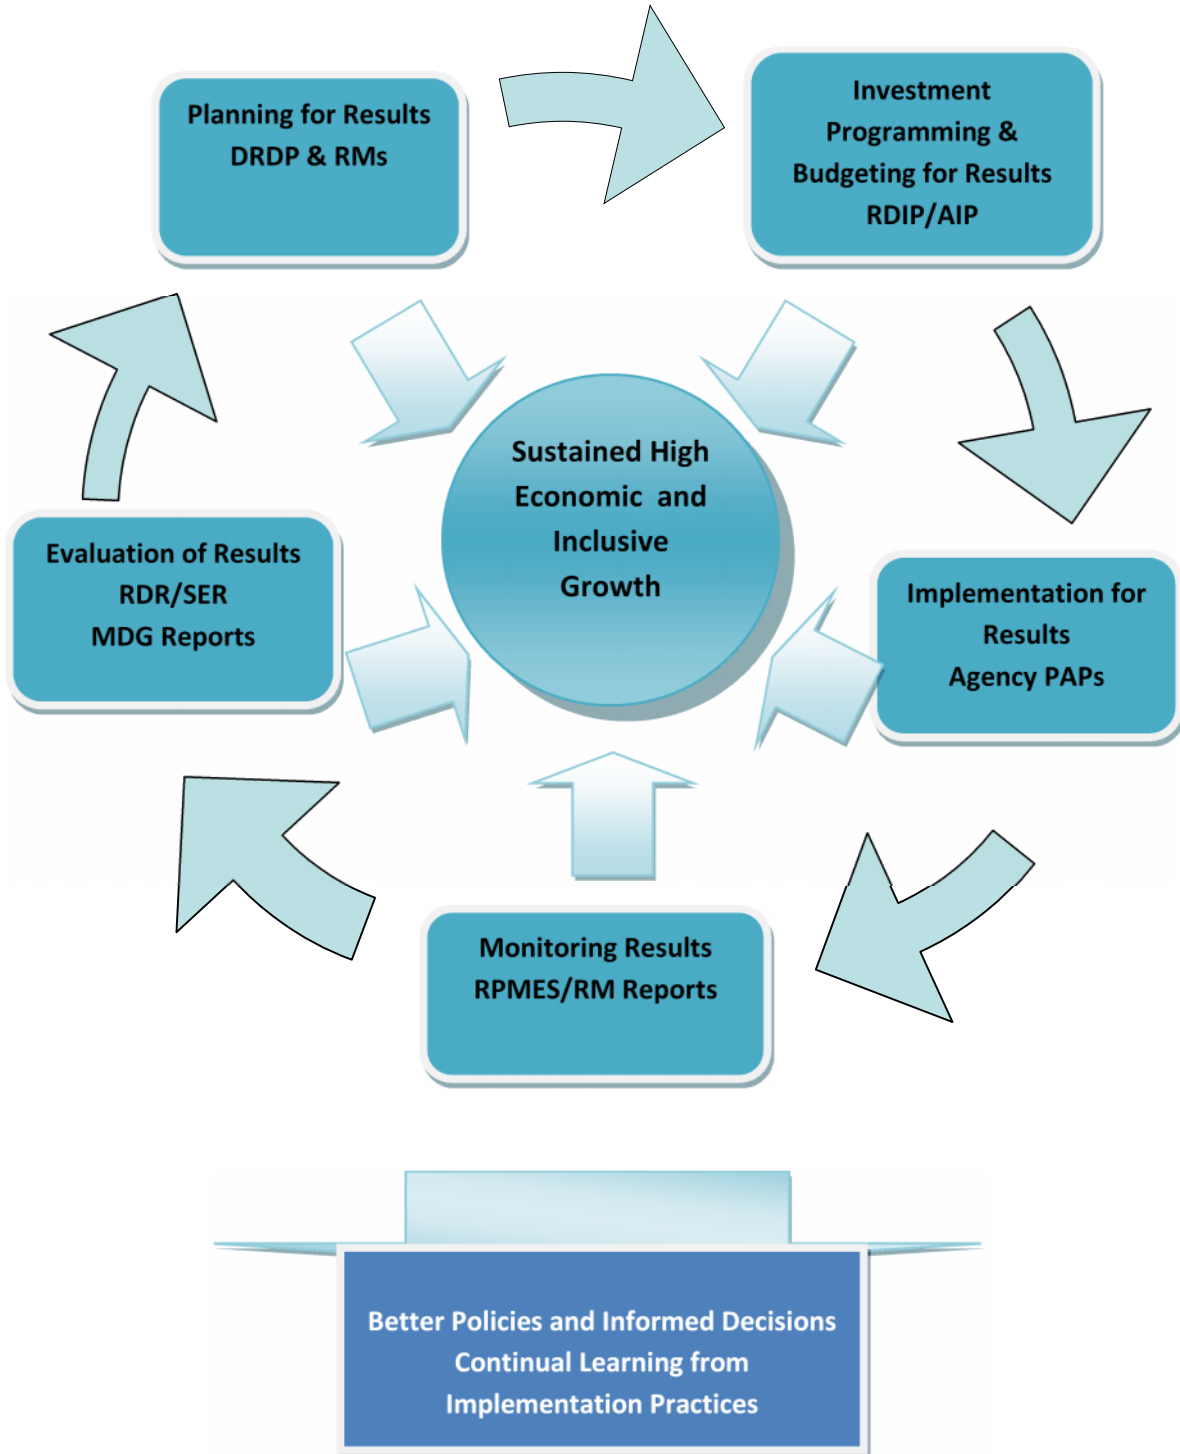 Planning for Results
DRDP & RMs
Investment
Programming &
Budgeting for Results
RDIP/AIP
Sustained High
Economic and
Inclusive
Growth
Evaluation of Results
RDR/SER
MDG Reports
Implementation for
Results
Agency PAPs
Monitoring Results
RPMES/RM Reports
Better Policies and Informed Decisions
Continual Learning from
Implementation Practices